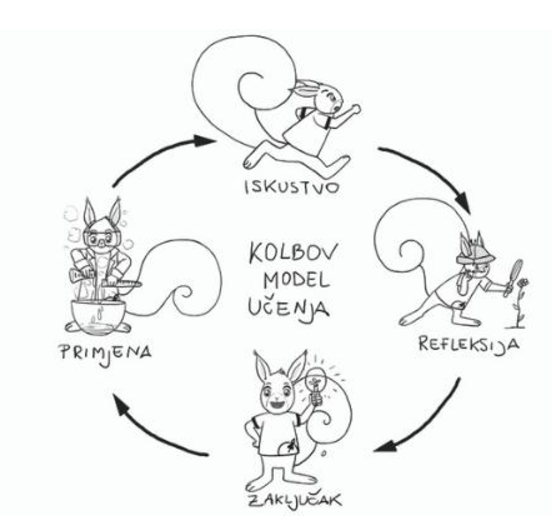 ISKUSTVO
KOLBOV
MODEL
UČENJA
REFLEKSIJA
ZAKLJUČAK
PRIMJENA